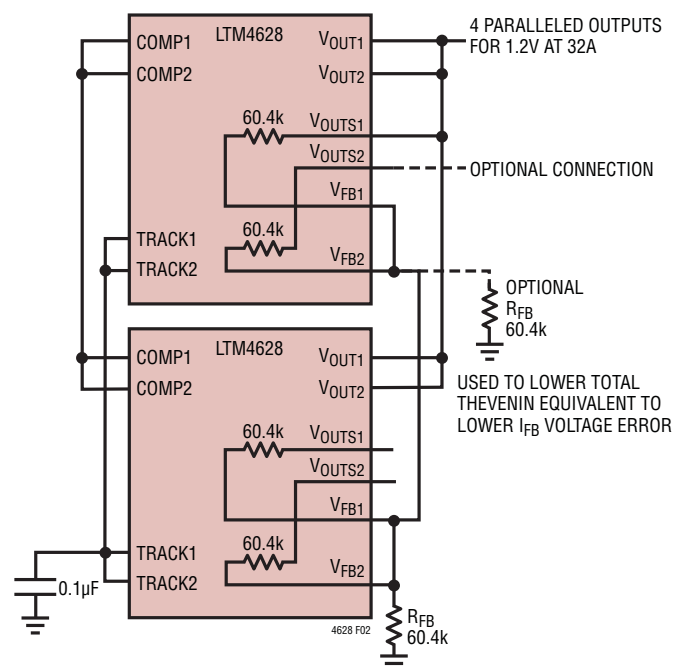 4 PARALLELED OUTPUTS
FOR 1.2V AT 32A
LTM4628
COMP1
COMP2
VOUT1
VOUT2
60.4k
VOUTS1
VOUTS2
OPTIONAL CONNECTION
VFB1
60.4k
TRACK1
TRACK2
VFB2
OPTIONAL
RFB
60.4k
LTM4628
COMP1
COMP2
VOUT1
VOUT2
USED TO LOWER TOTAL
THEVENIN EQUIVALENT TO
LOWER IFB VOLTAGE ERROR
60.4k
VOUTS1
VOUTS2
VFB1
60.4k
TRACK1
TRACK2
VFB2
0.1µF
RFB
60.4k
4628 F02